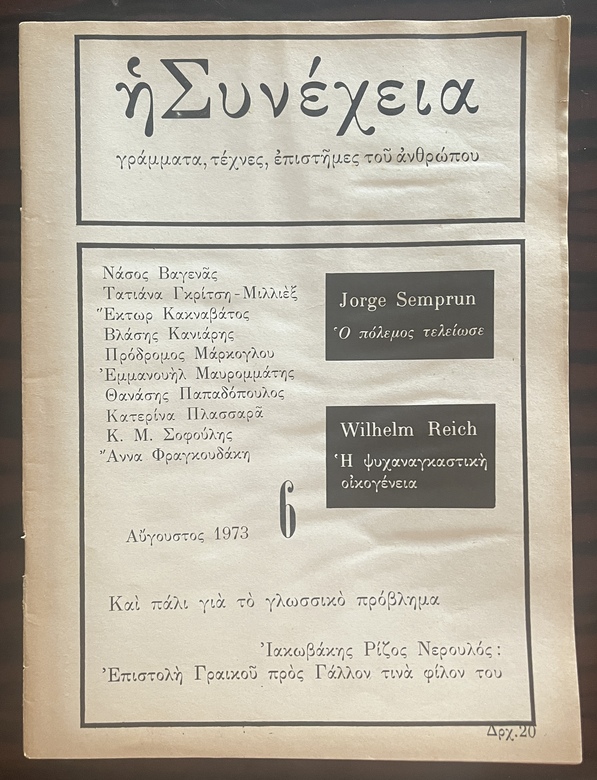 ἡ Συνέχεια
γράμματα, τέχνες, ἐπιστῆμες τοῦ ἀνθρώπου
Νάσος Βαγενᾶς
Τατιάνα Γκρίτση-Μιλλιὲξ
Ἕκτωρ Κακναβάτος
Βλάσης Κανιάρης
Πρόδρομος Μάρκογλου
Ἐμμανουὴλ Μαυρομμάτης
Θανάσης Παπαδόπουλος
Κατερίνα Πλασσαρᾶ
Κ. Μ. Σοφούλης
Ἄννα Φραγκουδάκη
Jorge Semprun
Ὁ πόλεμος τελείωσε
Wilhelm Reich
Ἡ ψυχαναγκαστικὴ
οἰκογένεια
6
Αὔγουστος 1973
Καὶ πάλι γιὰ τὸ γλωσσικὸ πρόβλημα
Ἰακωβάκης Ρίζος Νερουλός:
Ἐπιστολὴ Γραικοῦ πρὸς Γάλλον τινὰ φίλον του
Δρχ. 20